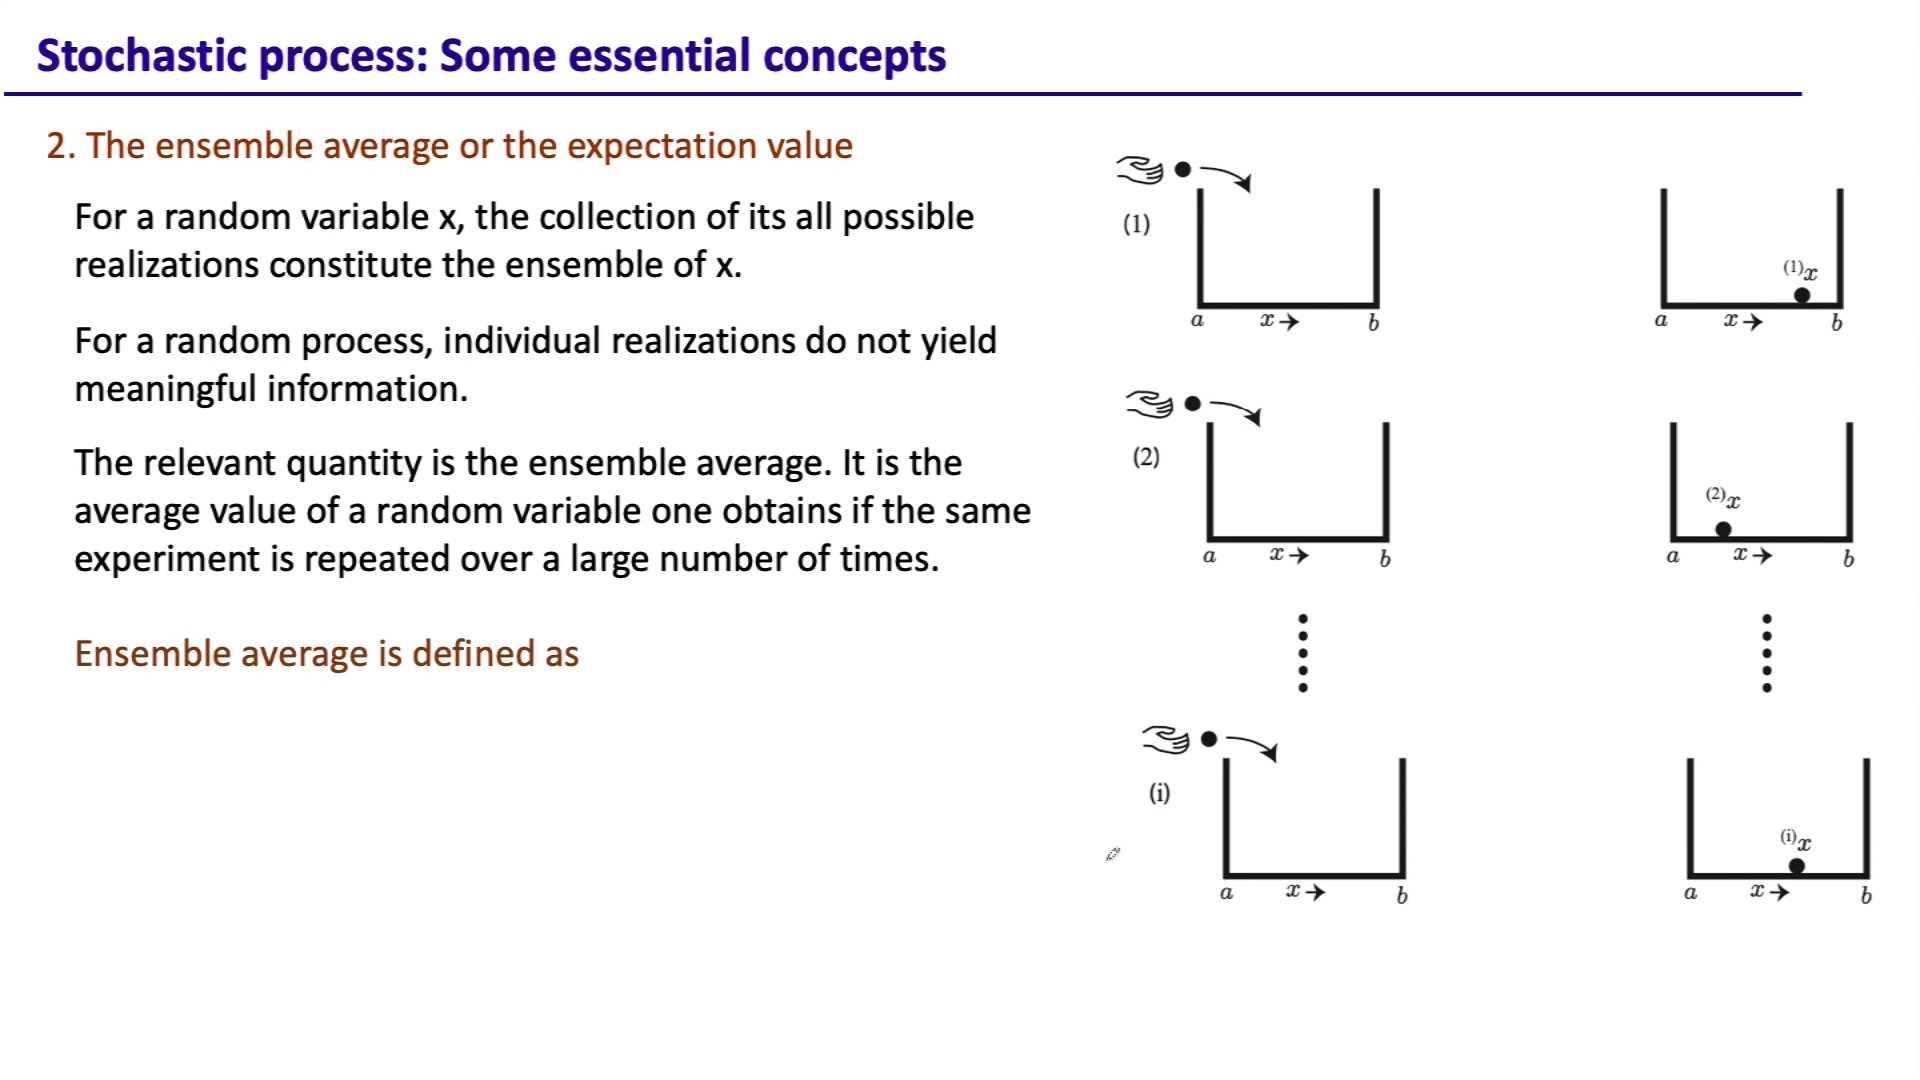 Stochastic process: Some essential concepts
2. The ensemble average or the expectation value
For a random variable x, the collection of its all possible
realizations constitute the ensemble of x.
For a random process, individual realizations do not yield
meaningful information.
The relevant quantity is the ensemble average. It is the
average value of a random variable one obtains if the same
experiment is repeated over a large number of times.
Ensemble average is defined as
(1)
a x→ b
(1)x
a x→ b
(2)
a x→ b
(2)x
a x→ b
(i)
a x→ b
(i)x
a x→ b